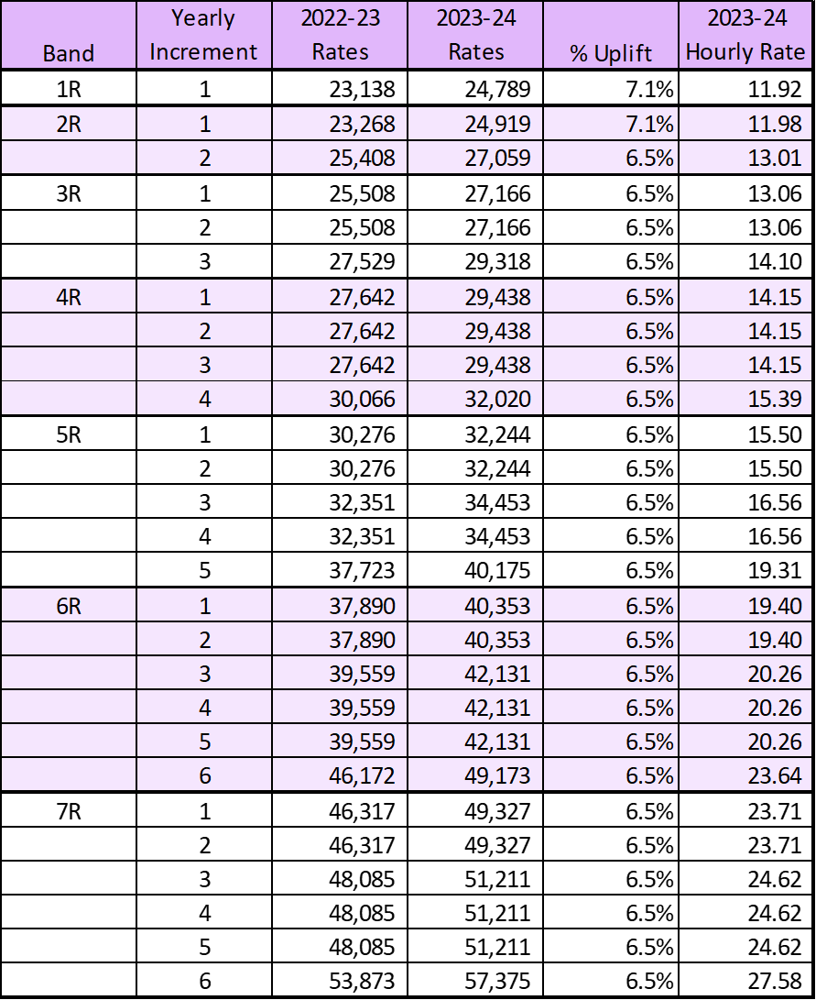 Band Yearly Increment 2022-23 Rates 2023-24 Rates % Uplift 2023-24 Hourly Rate
1R 1 23,138 24,789 7.1% 11.92
2R 1 23,268 24,919 7.1% 11.98
2 25,408 27,059 6.5% 13.01
3R 1 25,508 27,166 6.5% 13.06
2 25,508 27,166 6.5% 13.06
3 27,529 29,318 6.5% 14.10
4R 1 27,642 29,438 6.5% 14.15
2 27,642 29,438 6.5% 14.15
3 27,642 29,438 6.5% 14.15
4 30,066 32,020 6.5% 15.39
5R 1 30,276 32,244 6.5% 15.50
2 30,276 32,244 6.5% 15.50
3 32,351 34,453 6.5% 16.56
4 32,351 34,453 6.5% 16.56
5 37,723 40,175 6.5% 19.31
6R 1 37,890 40,353 6.5% 19.40
2 37,890 40,353 6.5% 19.40
3 39,559 42,131 6.5% 20.26
4 39,559 42,131 6.5% 20.26
5 39,559 42,131 6.5% 20.26
6 46,172 49,173 6.5% 23.64
7R 1 46,317 49,327 6.5% 23.71
2 46,317 49,327 6.5% 23.71
3 48,085 51,211 6.5% 24.62
4 48,085 51,211 6.5% 24.62
5 48,085 51,211 6.5% 24.62
6 53,873 57,375 6.5% 27.58